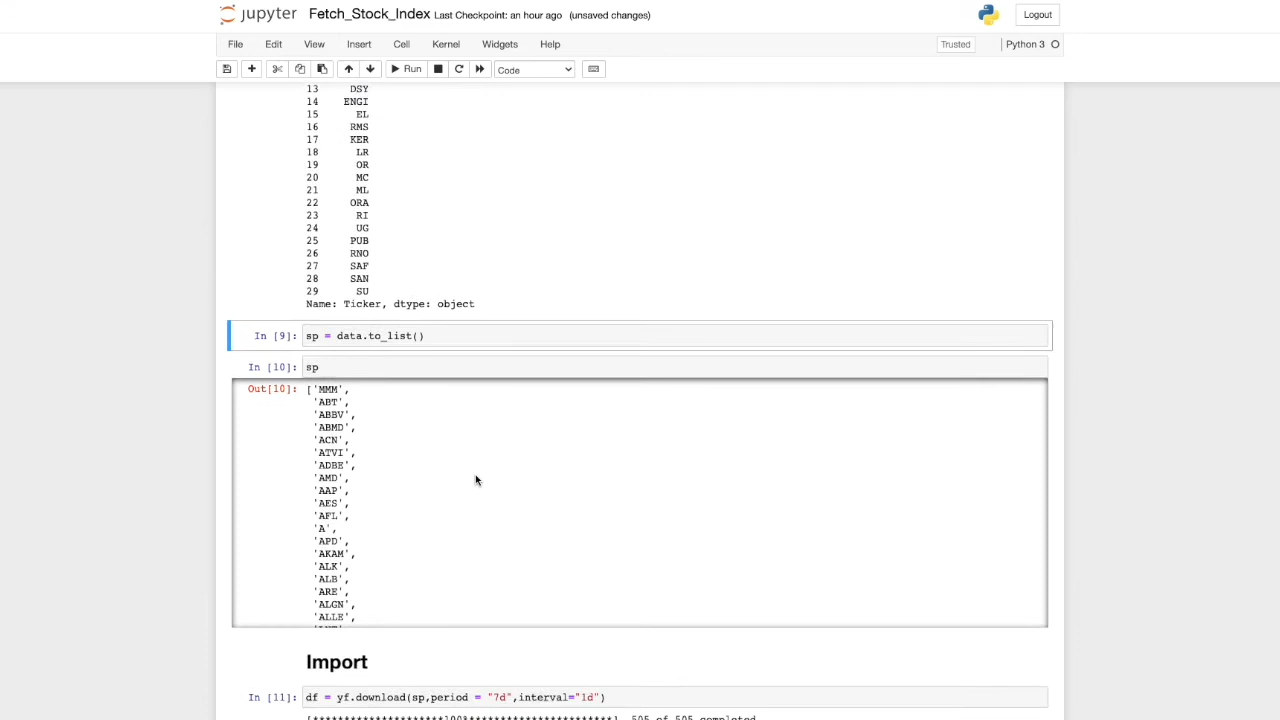 jupyter Fetch_Stock_Index Last Checkpoint: an hour ago (unsaved changes) Logout
File Edit View Insert Cell Kernel Widgets Help Trusted Python 3
Run Code
13 DSY
14 ENGI
15 EL
16 RMS
17 KER
18 LR
19 OR
20 MC
21 ML
22 ORA
23 RI
24 UG
25 PUB
26 RNO
27 SAF
28 SAN
29 SU
Name: Ticker, dtype: object
In [9]: sp = data.to_list()
In [10]: sp
Out[10]: ['MMM',
'ABT',
'ABBV',
'ABMD',
'ACN',
'ATVI',
'ADBE',
'AMD',
'AAP',
'AES',
'AFL',
'A',
'APD',
'AKAM',
'ALK',
'ALB',
'ARE',
'ALGN',
'ALLE',
Import
In [11]: df = yf.download(sp,period = "7d",interval="1d")
[*********************100%***********************] 505 of 505 completed